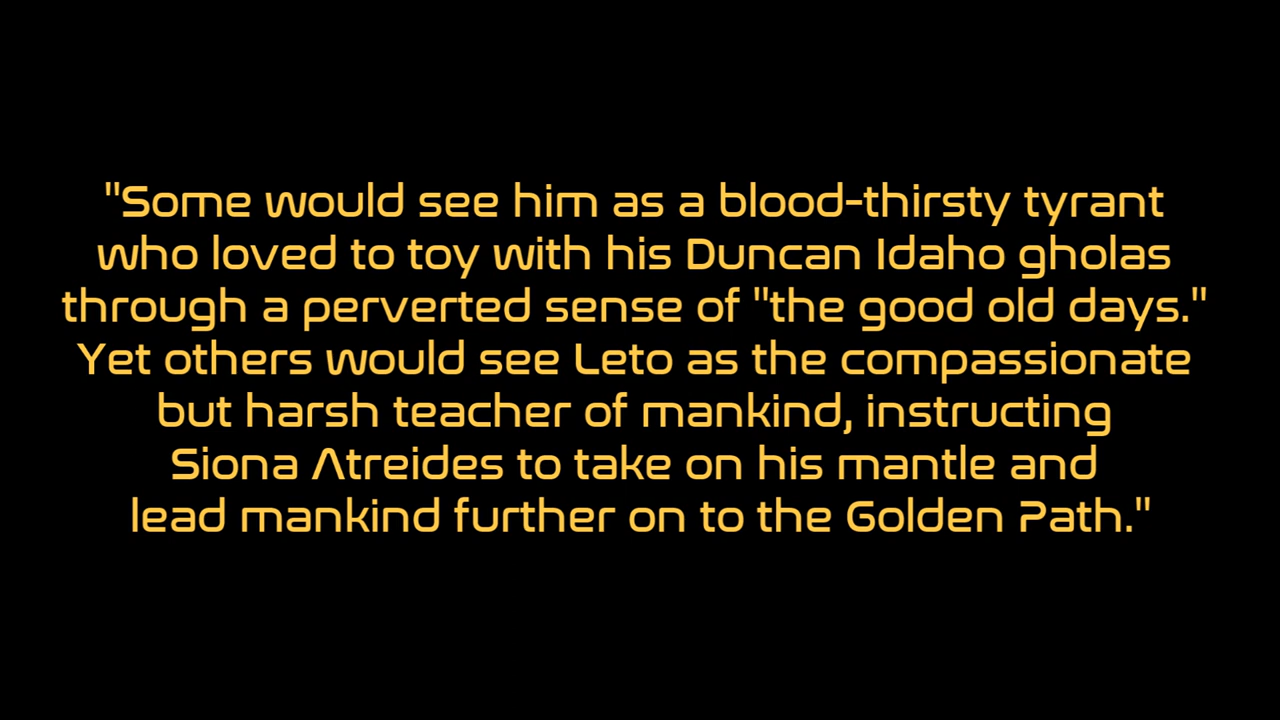 "Some would see him as a blood-thirsty tyrant
who loved to toy with his Duncan Idaho gholas
through a perverted sense of "the good old days."
Yet others would see Leto as the compassionate
but harsh teacher of mankind, instructing
Siona Atreides to take on his mantle and
lead mankind further on to the Golden Path."